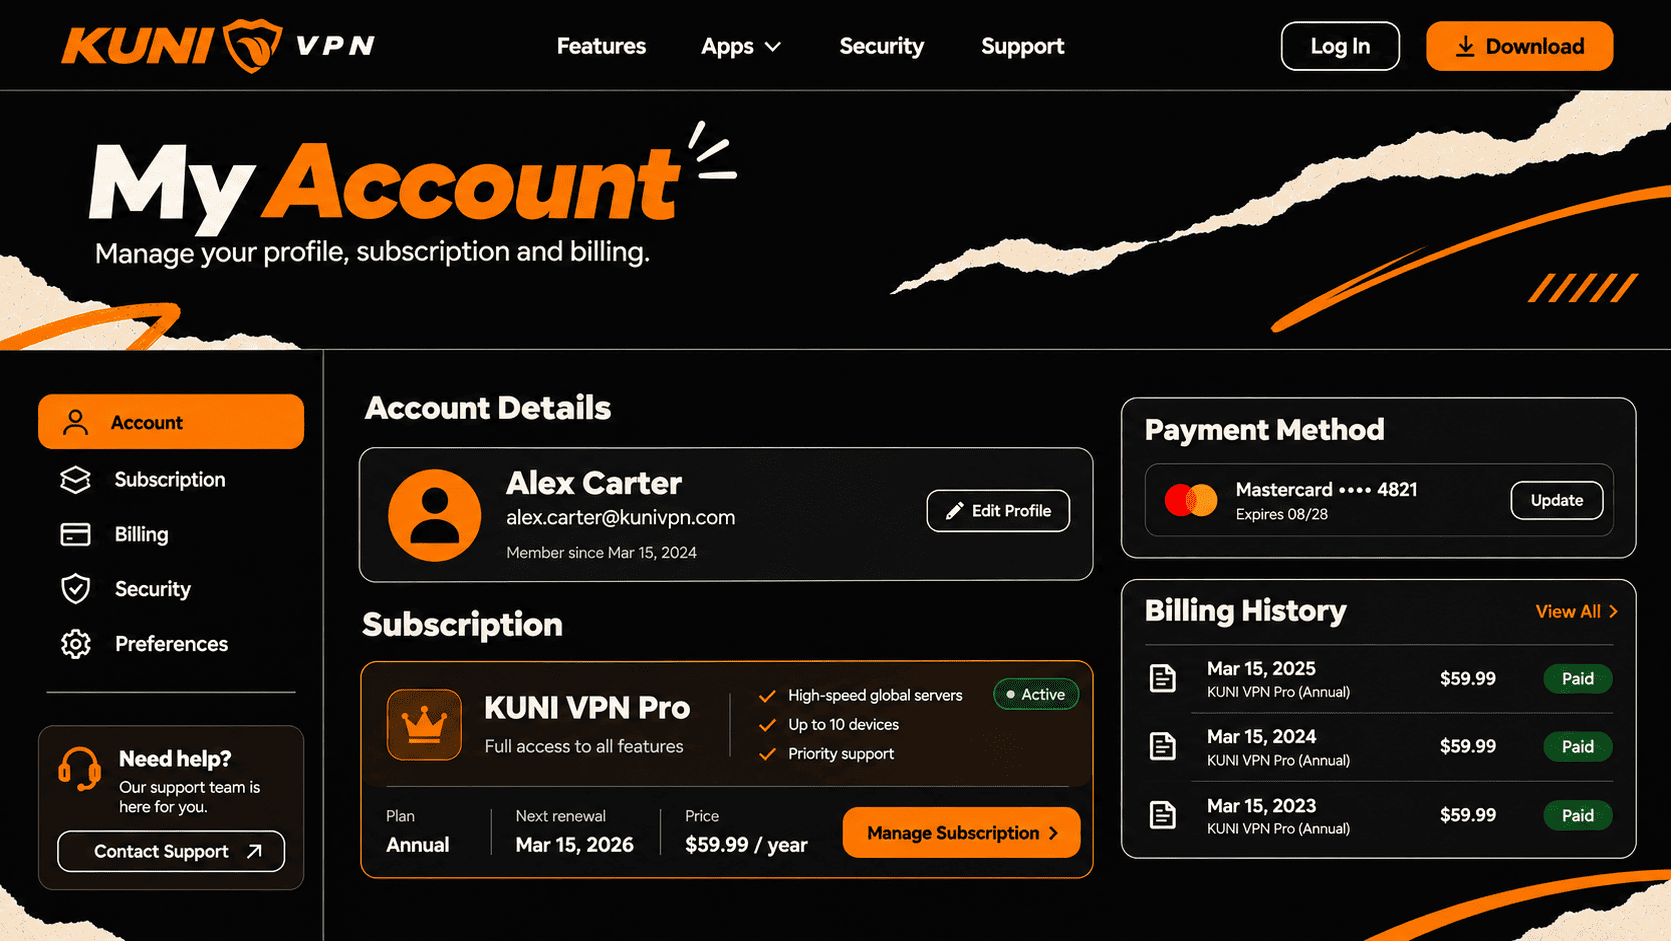 KUNI VPN
Features
Apps
Security
Support
Log In
Download
My Account
Manage your profile, subscription and billing.
Account
Subscription
Billing
Security
Preferences
Need help?
Our support team is
here for you.
Contact Support
Account Details
Alex Carter
alex.carter@kunivpn.com
Member since Mar 15, 2024
Edit Profile
Subscription
KUNI VPN Pro
Full access to all features
High-speed global servers
Up to 10 devices
Priority support
Active
Plan
Annual
Next renewal
Mar 15, 2026
Price
$59.99 / year
Manage Subscription
Payment Method
Mastercard •••• 4821
Expires 08/28
Update
Billing History
View All
Mar 15, 2025
KUNI VPN Pro (Annual)
$59.99
Paid
Mar 15, 2024
KUNI VPN Pro (Annual)
$59.99
Paid
Mar 15, 2023
KUNI VPN Pro (Annual)
$59.99
Paid